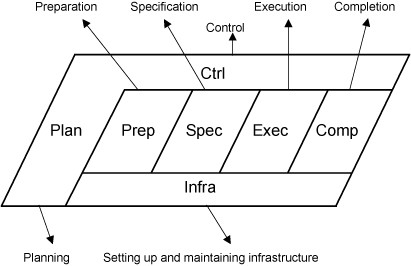 Preparation
Specification
Execution
Completion
Control
Ctrl
Plan
Prep
Spec
Exec
Comp
Infra
Planning
Setting up and maintaining infrastructure